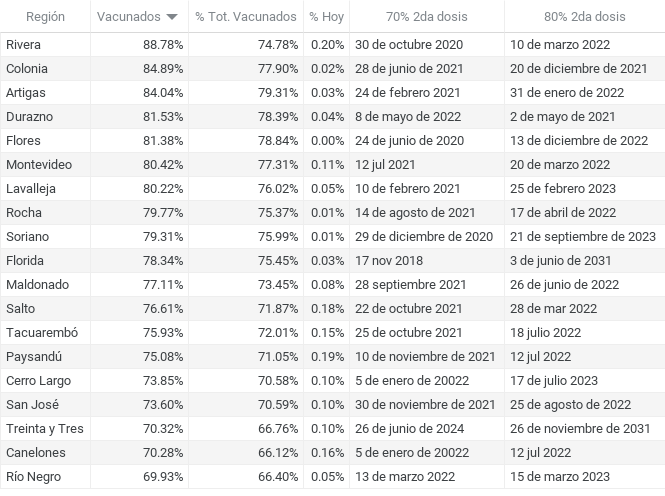 Región Vacunados % Tot. Vacunados % Hoy 70% 2da dosis 80% 2da dosis
Rivera 88.78% 74.78% 0.20% 30 de octubre 2020 10 de marzo 2022
Colonia 84.89% 77.90% 0.02% 28 de junio de 2021 20 de diciembre de 2021
Artigas 84.04% 79.31% 0.03% 24 de febrero 2021 31 de enero de 2022
Durazno 81.53% 78.39% 0.04% 8 de mayo de 2022 2 de mayo de 2021
Flores 81.38% 78.84% 0.00% 24 de junio de 2020 13 de diciembre de 2022
Montevideo 80.42% 77.31% 0.11% 12 jul 2021 20 de marzo 2022
Lavalleja 80.22% 76.02% 0.05% 10 de febrero 2021 25 de febrero 2023
Rocha 79.77% 75.37% 0.01% 14 de agosto de 2021 17 de abril de 2022
Soriano 79.31% 75.99% 0.01% 29 de diciembre de 2020 21 de septiembre de 2023
Florida 78.34% 75.45% 0.03% 17 nov 2018 3 de junio de 2031
Maldonado 77.11% 73.45% 0.08% 28 septiembre 2021 26 de junio de 2022
Salto 76.61% 71.87% 0.18% 22 de octubre de 2021 28 de mar 2022
Tacuarembó 75.93% 72.01% 0.15% 25 de octubre de 2021 18 julio 2022
Paysandú 75.08% 71.05% 0.19% 10 de noviembre de 2021 12 jul 2022
Cerro Largo 73.85% 70.58% 0.10% 5 de enero de 20022 17 de julio de 2023
San José 73.60% 70.59% 0.10% 30 de noviembre de 2021 25 de agosto de 2022
Treinta y Tres 70.32% 66.76% 0.10% 26 de junio de 2024 26 de noviembre de 2031
Canelones 70.28% 66.12% 0.16% 5 de enero de 20022 12 jul 2022
Río Negro 69.93% 66.40% 0.05% 13 de marzo de 2022 15 de marzo de 2023